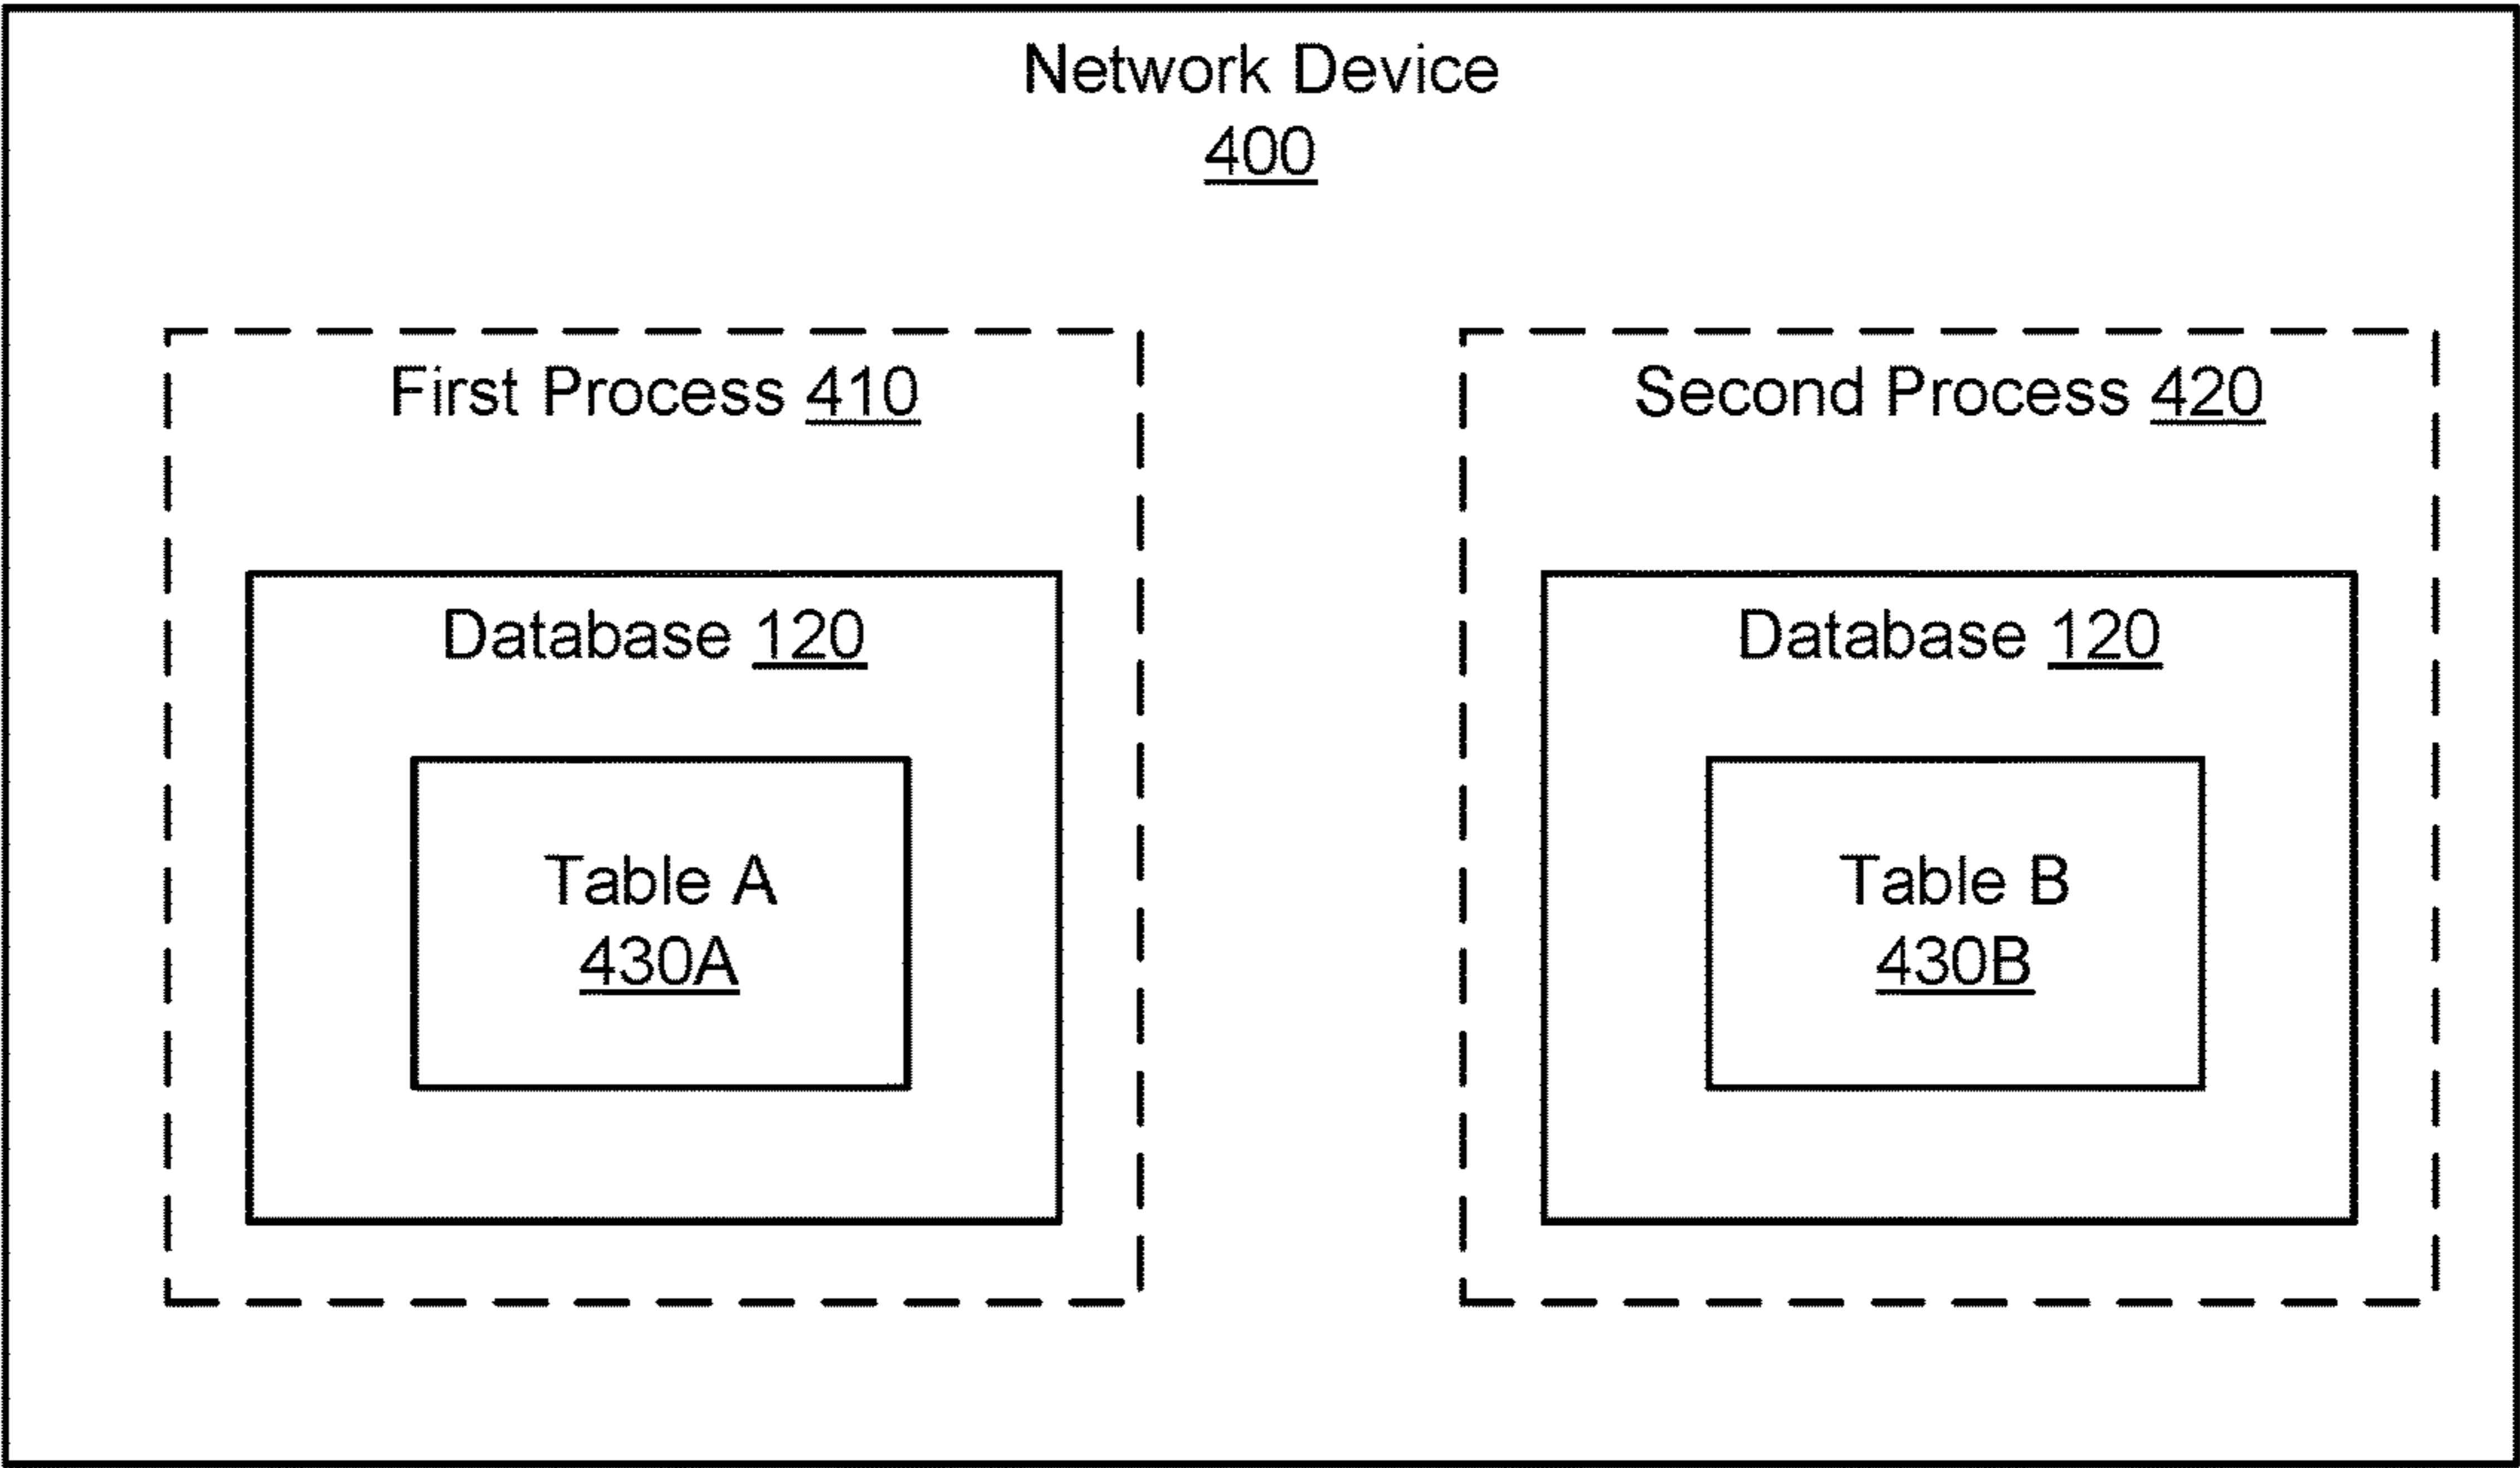 Network Device
400
First Process 410
Database 120
Table A
430A
Second Process 420
Database 120
Table B
430B